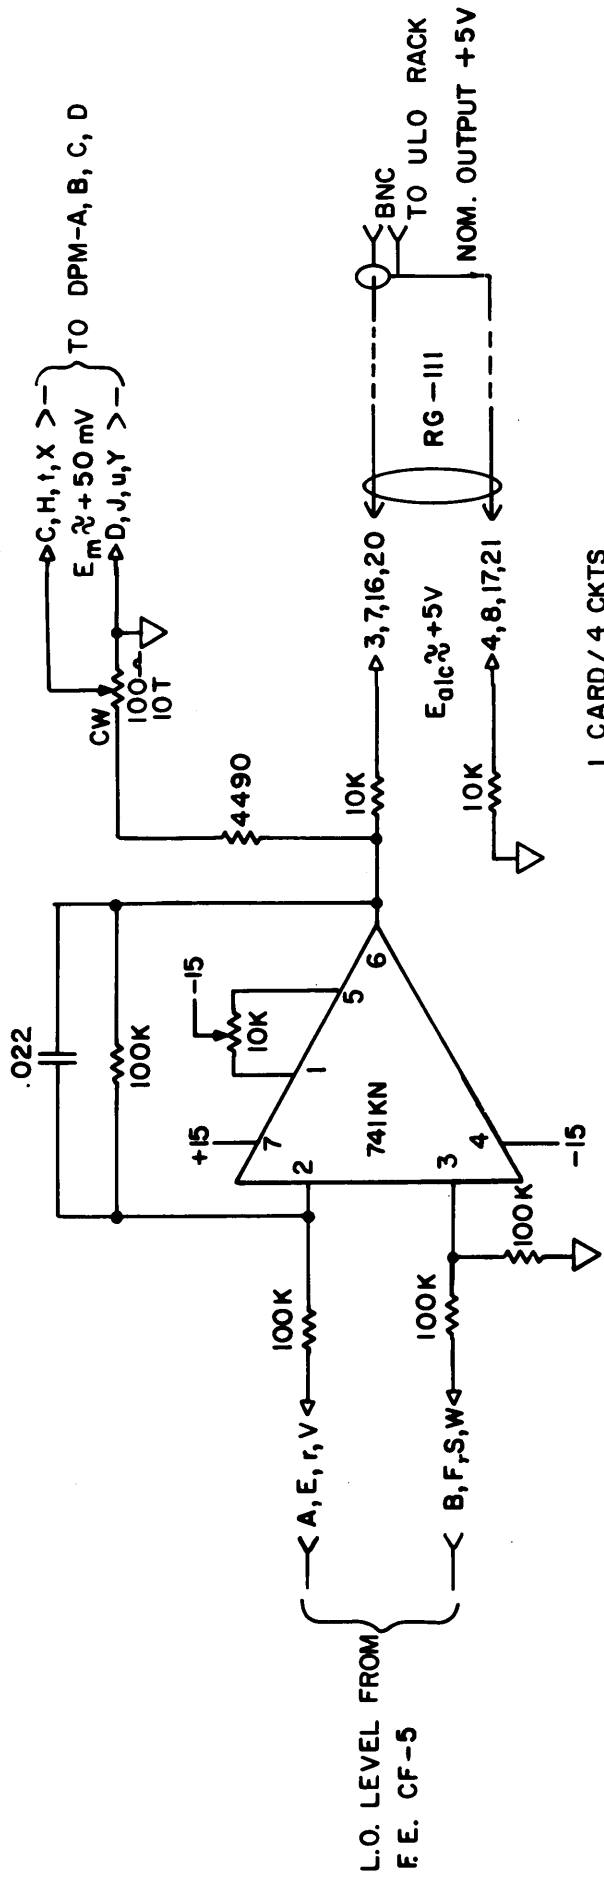 L.O. LEVEL FROM
F.E. CF-5
A, E, r, V
B, F, rS, W
100K
100K
100K
.022
100K
+15
7
2
3
4
-15
741KN
1
5
6
10K
-15
4490
CW
100
10T
C, H, t, X
Em ≈ +50 mV
D, J, u, Y
TO DPM-A, B, C, D
10K
3, 7, 16, 20
Ealc ≈ +5V
10K
4, 8, 17, 21
RG-111
BNC
TO ULO RACK
NOM. OUTPUT +5V
1 CARD/4 CKTS